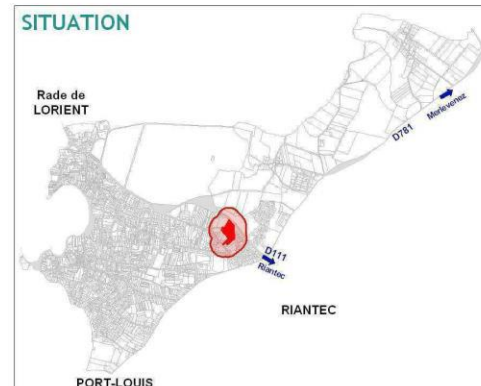 SITUATION
Rade de
LORIENT
D781
Merlevenez
D111
Riantec
RIANTEC
PORT-LOUIS